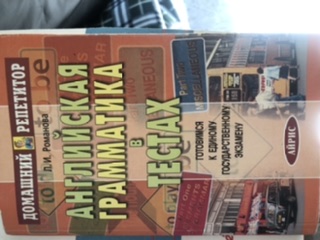 ДОМАШНИЙ РЕПЕТИТОР
Л. И. Романова
АНГЛИЙСКАЯ
ГРАММАТИКА
В
ТЕСТАХ
ГОТОВИМСЯ
К ЕДИНОМУ
ГОСУДАРСТВЕННОМУ
ЭКЗАМЕНУ
АЙРИС